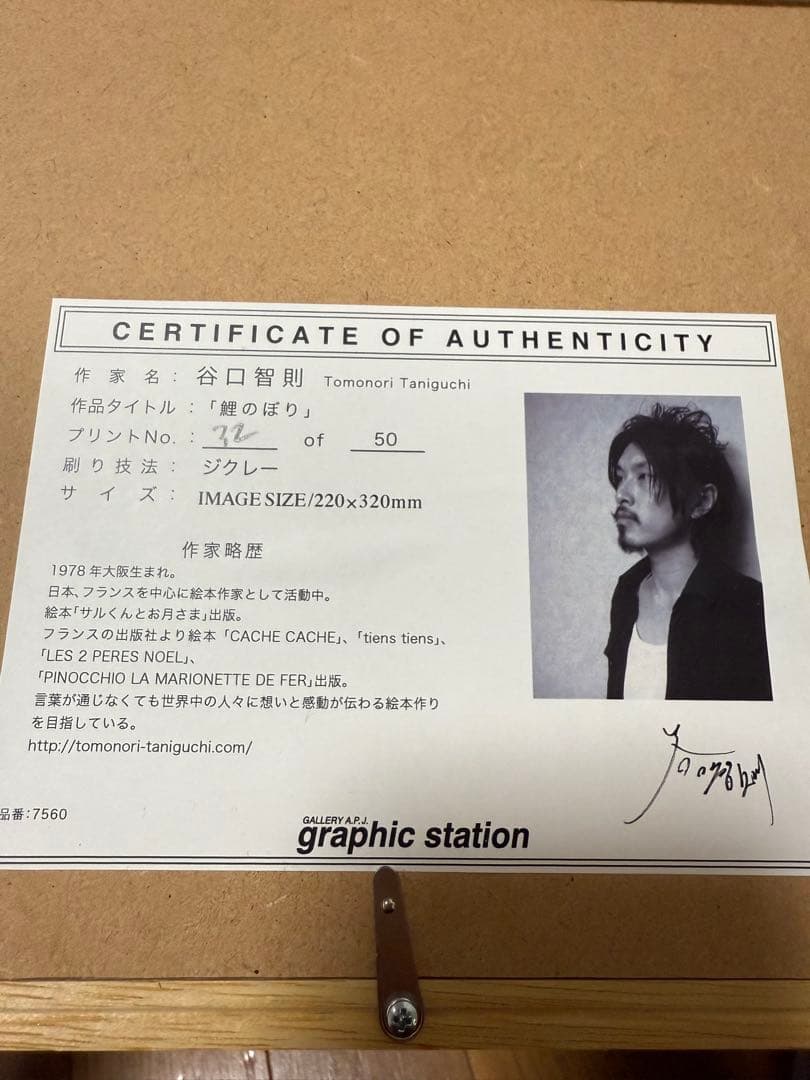 CERTIFICATE OF AUTHENTICITY
作家名：谷口智則 Tomonori Taniguchi
作品タイトル：「鯉のぼり」
プリントNo.： of 50
刷り技法：ジクレー
サイズ：IMAGE SIZE/220×320mm
作家略歴
1978年大阪生まれ。
日本、フランスを中心に絵本作家として活動中。
絵本「サルくんとお月さま」出版。
フランスの出版社より絵本「CACHE CACHE」、「tiens tiens」、
「LES 2 PERES NOEL」、
「PINOCCHIO LA MARIONETTE DE FER」出版。
言葉が通じなくても世界中の人々に想いと感動が伝わる絵本作り
を目指している。
http://tomonori-taniguchi.com/
品番：7560
GALLERY A.P.J.
graphic station